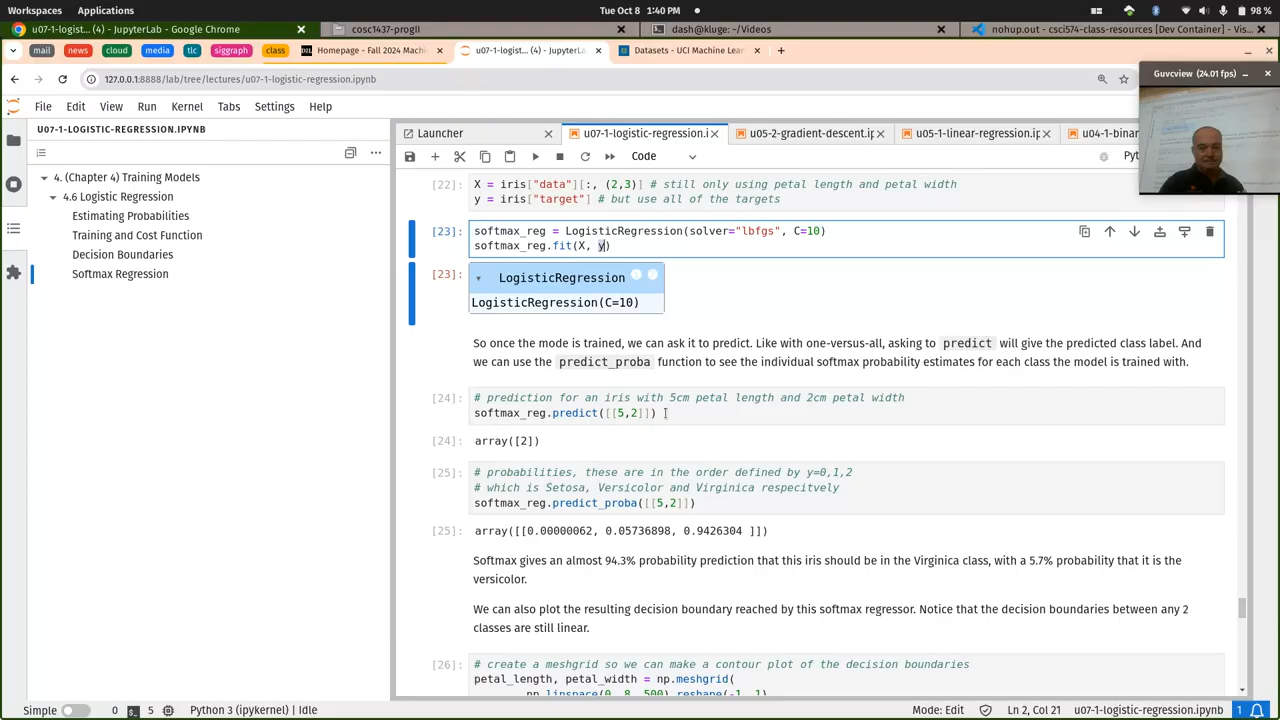 Workspaces Applications Tue Oct 8 1:40 PM 98 %
u07-1-logist... (4) - JupyterLab - Google Chrome
cosc1437-progII
dash@kluge: ~/Videos
nohup.out - csci574-class-resources [Dev Container] - Vis...
mail news cloud media tlc siggraph class
Homepage - Fall 2024 Machi
u07-1-logist... (4) - JupyterL
Datasets - UCI Machine Lear
127.0.0.1:8888/lab/tree/lectures/u07-1-logistic-regression.ipynb
Guvcview (24.01 fps)
File Edit View Run Kernel Tabs Settings Help
U07-1-LOGISTIC-REGRESSION.IPYNB
4. (Chapter 4) Training Models
4.6 Logistic Regression
Estimating Probabilities
Training and Cost Function
Decision Boundaries
Softmax Regression
Launcher
u07-1-logistic-regression.i
u05-2-gradient-descent.ip
u05-1-linear-regression.ip
u04-1-binar
Code
Pyt
[22]:
X = iris["data"][:, (2,3)] # still only using petal length and petal width
y = iris["target"] # but use all of the targets
[23]:
softmax_reg = LogisticRegression(solver="lbfgs", C=10)
softmax_reg.fit(X, y)
[23]:
LogisticRegression
LogisticRegression(C=10)
So once the mode is trained, we can ask it to predict. Like with one-versus-all, asking to predict will give the predicted class label. And
we can use the predict_proba function to see the individual softmax probability estimates for each class the model is trained with.
[24]:
# prediction for an iris with 5cm petal length and 2cm petal width
softmax_reg.predict([[5,2]])
[24]:
array([2])
[25]:
# probabilities, these are in the order defined by y=0,1,2
# which is Setosa, Versicolor and Virginica respecitvely
softmax_reg.predict_proba([[5,2]])
[25]:
array([[0.00000062, 0.05736898, 0.9426304 ]])
Softmax gives an almost 94.3% probability prediction that this iris should be in the Virginica class, with a 5.7% probability that it is the
versicolor.
We can also plot the resulting decision boundary reached by this softmax regressor. Notice that the decision boundaries between any 2
classes are still linear.
[26]:
# create a meshgrid so we can make a contour plot of the decision boundaries
petal_length, petal_width = np.meshgrid(
np.linspace(0, 8, 500).reshape(-1, 1),
Simple 0 5 Python 3 (ipykernel) | Idle
Mode: Edit Ln 2, Col 21 u07-1-logistic-regression.ipynb 1